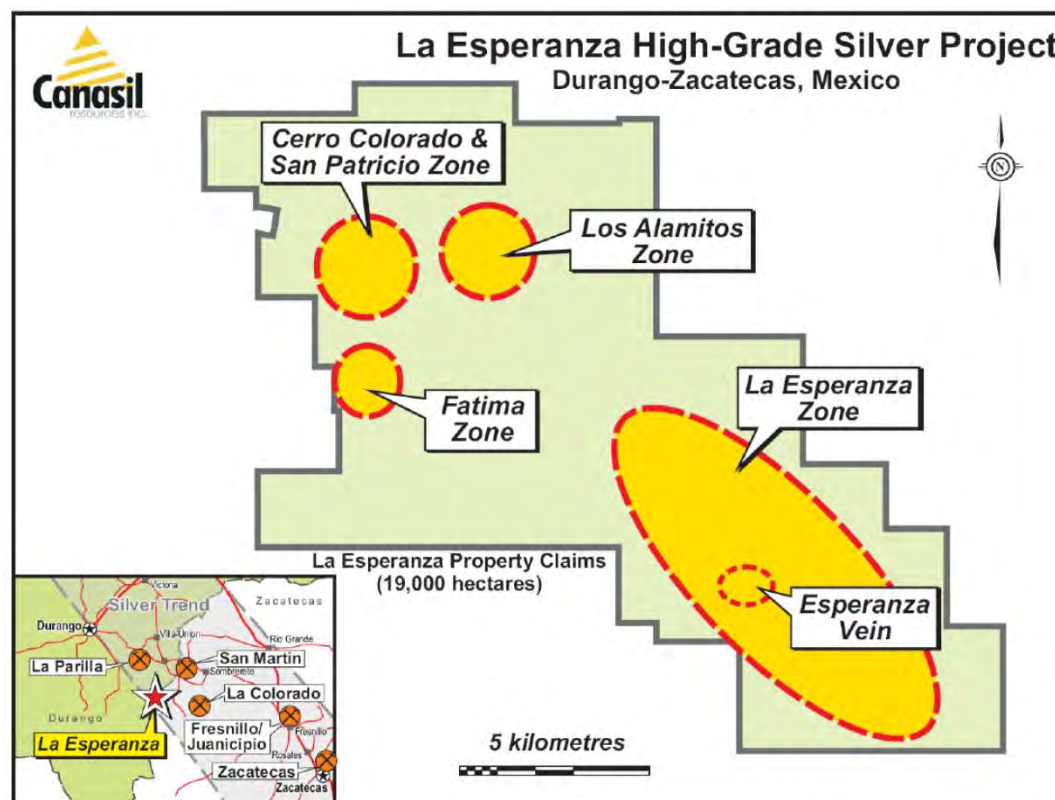 Canasil
resources inc.
La Esperanza High-Grade Silver Project
Durango-Zacatecas, Mexico
Cerro Colorado &
San Patricio Zone
Los Alamitos
Zone
N
Fatima
Zone
La Esperanza
Zone
Esperanza
Vein
La Esperanza Property Claims
(19,000 hectares)
5 kilometres
Victoria
Silver Trend
Zacatecas
Durango
Villa Union
Rio Grande
La Parilla
San Martin
Sombrerete
La Colorado
Durango
Fresnillo/
Juanicipio
Fresnillo
La Esperanza
Rosales
Zacatecas
Zacatecas